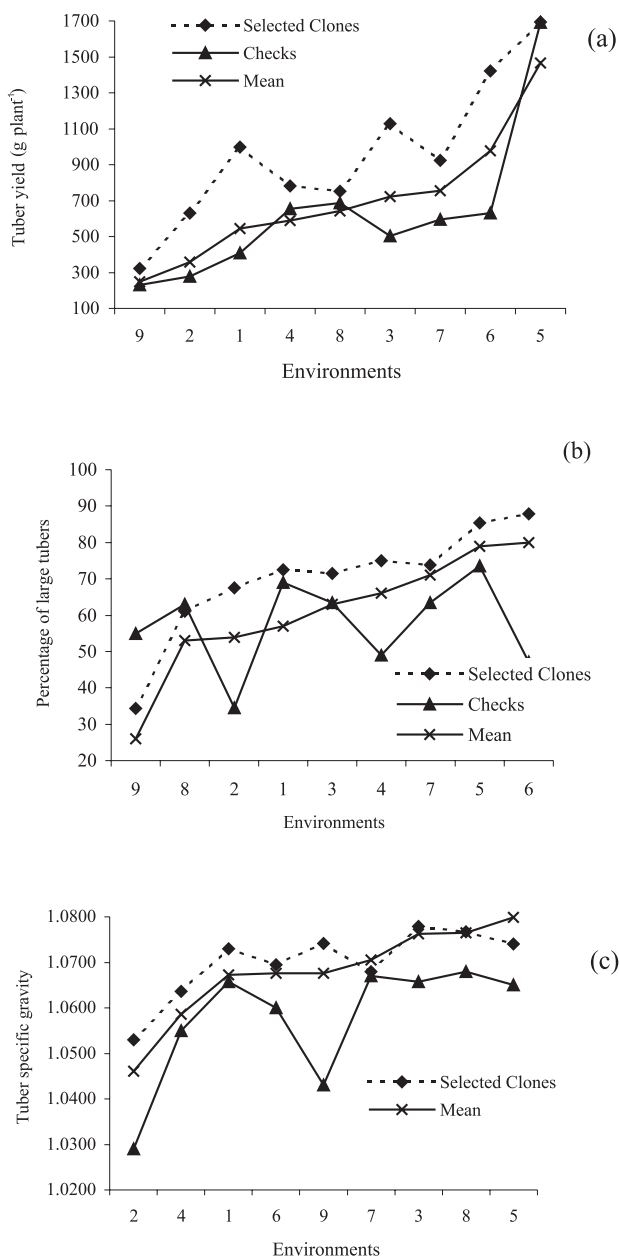 (a)
Selected Clones
Checks
Mean
1700
1500
1300
1100
900
700
500
300
100
Tuber yield (g plant⁻¹)
9 2 1 4 8 3 7 6 5
Environments
(b)
100
90
80
70
60
50
40
30
20
Percentage of large tubers
Selected Clones
Checks
Mean
9 8 2 1 3 4 7 5 6
Environments
(c)
1.0800
1.0700
1.0600
1.0500
1.0400
1.0300
1.0200
Tuber specific gravity
Selected Clones
Mean
2 4 1 6 9 7 3 8 5
Environments